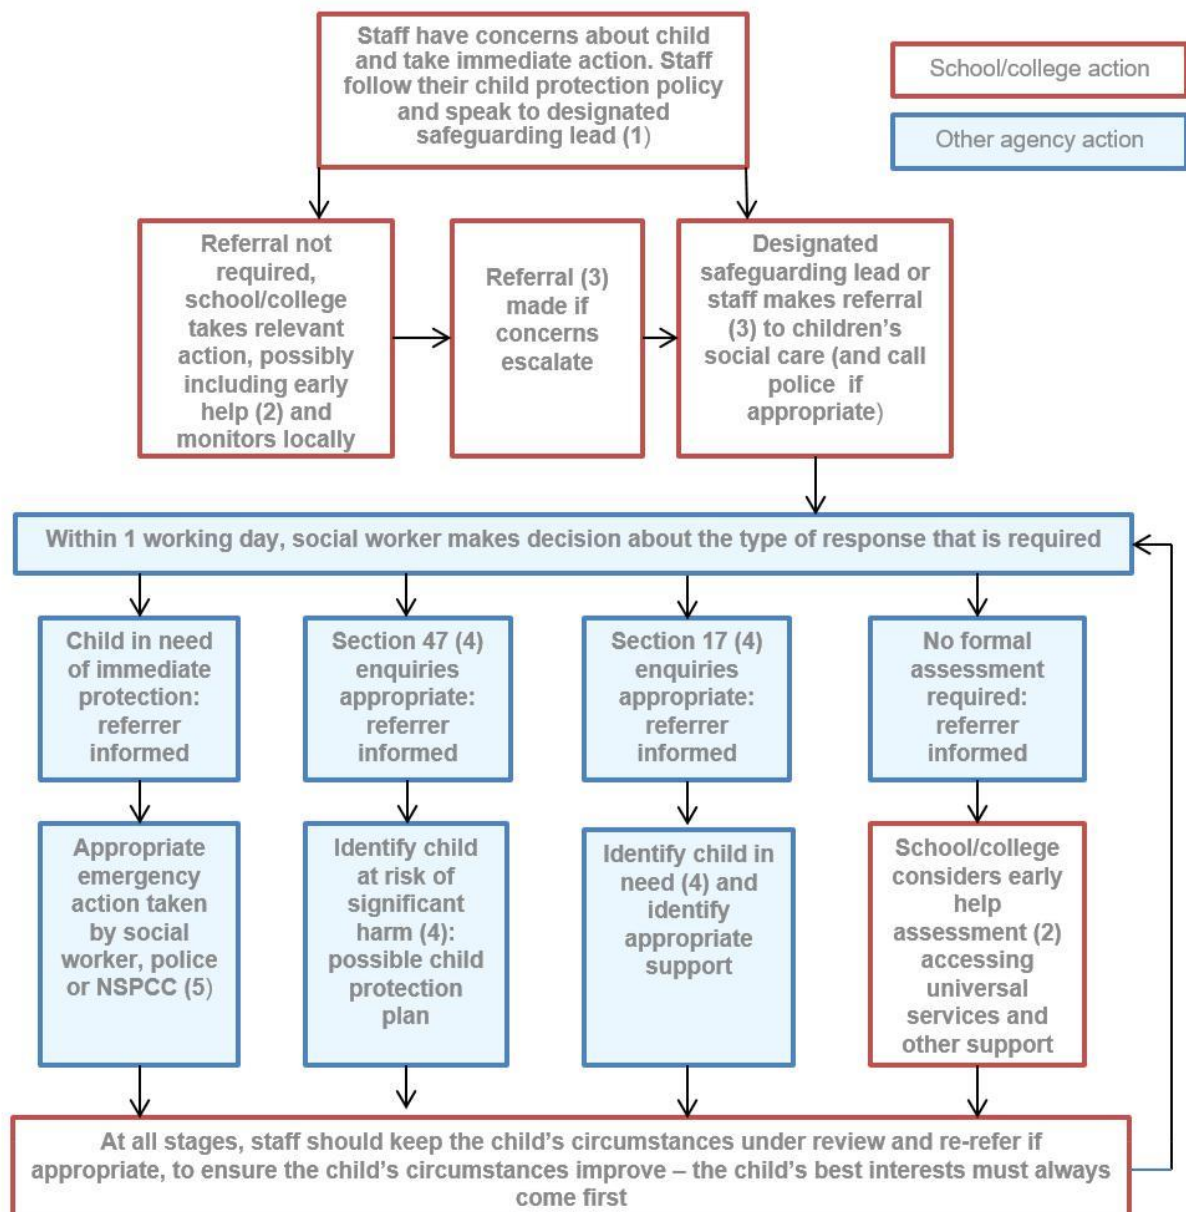 Staff have concerns about child
and take immediate action. Staff
follow their child protection policy
and speak to designated
safeguarding lead (1)
School/college action
Other agency action
Referral not
required,
school/college
takes relevant
action, possibly
including early
help (2) and
monitors locally
Referral (3)
made if
concerns
escalate
Designated
safeguarding lead or
staff makes referral
(3) to children’s
social care (and call
police if
appropriate)
Within 1 working day, social worker makes decision about the type of response that is required
Child in need
of immediate
protection:
referrer
informed
Section 47 (4)
enquiries
appropriate:
referrer
informed
Section 17 (4)
enquiries
appropriate:
referrer
informed
No formal
assessment
required:
referrer
informed
Appropriate
emergency
action taken
by social
worker, police
or NSPCC (5)
Identify child
at risk of
significant
harm (4):
possible child
protection
plan
Identify child in
need (4) and
identify
appropriate
support
School/college
considers early
help
assessment (2)
accessing
universal
services and
other support
At all stages, staff should keep the child’s circumstances under review and re-refer if
appropriate, to ensure the child’s circumstances improve – the child’s best interests must always
come first